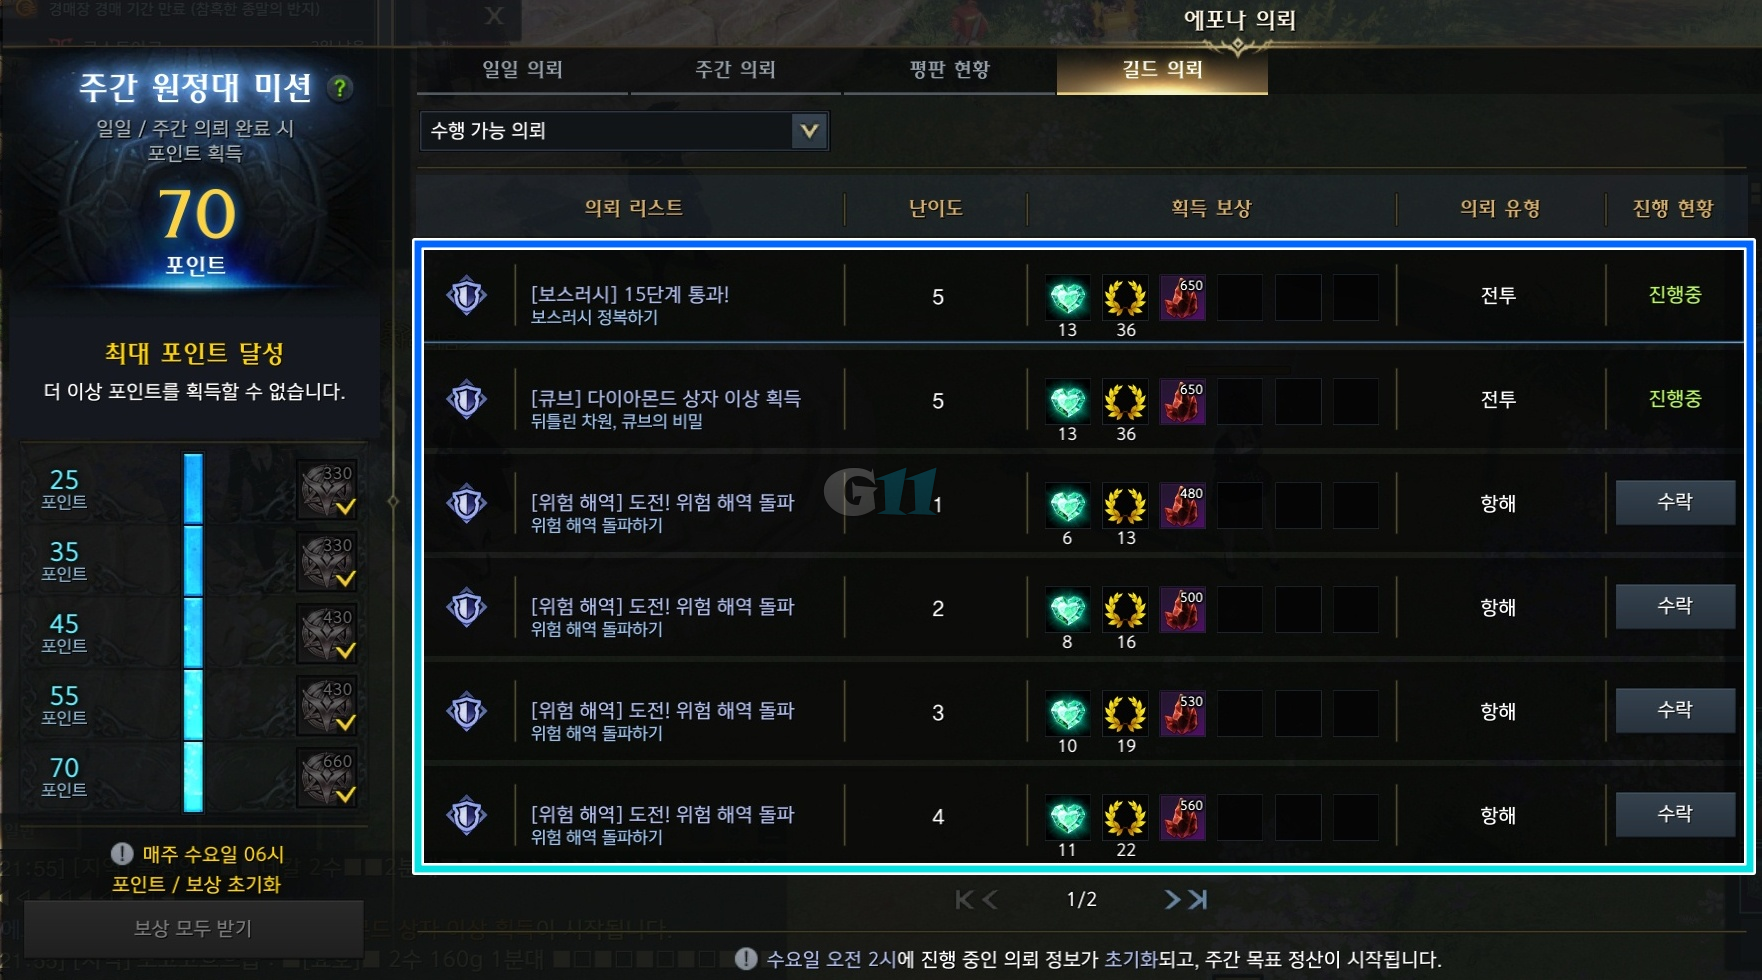 경매장 경매 기간 만료 (참혹한 종말의 반지)
X
에포나 의뢰
주간 원정대 미션 ?
일일 / 주간 의뢰 완료 시
포인트 획득
70
포인트
최대 포인트 달성
더 이상 포인트를 획득할 수 없습니다.
25
포인트
330
35
포인트
330
45
포인트
430
55
포인트
430
70
포인트
660
매주 수요일 06시
포인트 / 보상 초기화
보상 모두 받기
일일 의뢰 주간 의뢰 평판 현황 길드 의뢰
수행 가능 의뢰
의뢰 리스트 난이도 획득 보상 의뢰 유형 진행 현황
[보스러시] 15단계 통과!
보스러시 정복하기
5
650
13 36
전투
진행중
[큐브] 다이아몬드 상자 이상 획득
뒤틀린 차원, 큐브의 비밀
5
650
13 36
전투
진행중
G11
[위험 해역] 도전! 위험 해역 돌파
위험 해역 돌파하기
1
480
6 13
항해
수락
[위험 해역] 도전! 위험 해역 돌파
위험 해역 돌파하기
2
500
8 16
항해
수락
[위험 해역] 도전! 위험 해역 돌파
위험 해역 돌파하기
3
530
10 19
항해
수락
[위험 해역] 도전! 위험 해역 돌파
위험 해역 돌파하기
4
560
11 22
항해
수락
1/2
수요일 오전 2시에 진행 중인 의뢰 정보가 초기화되고, 주간 목표 정산이 시작됩니다.